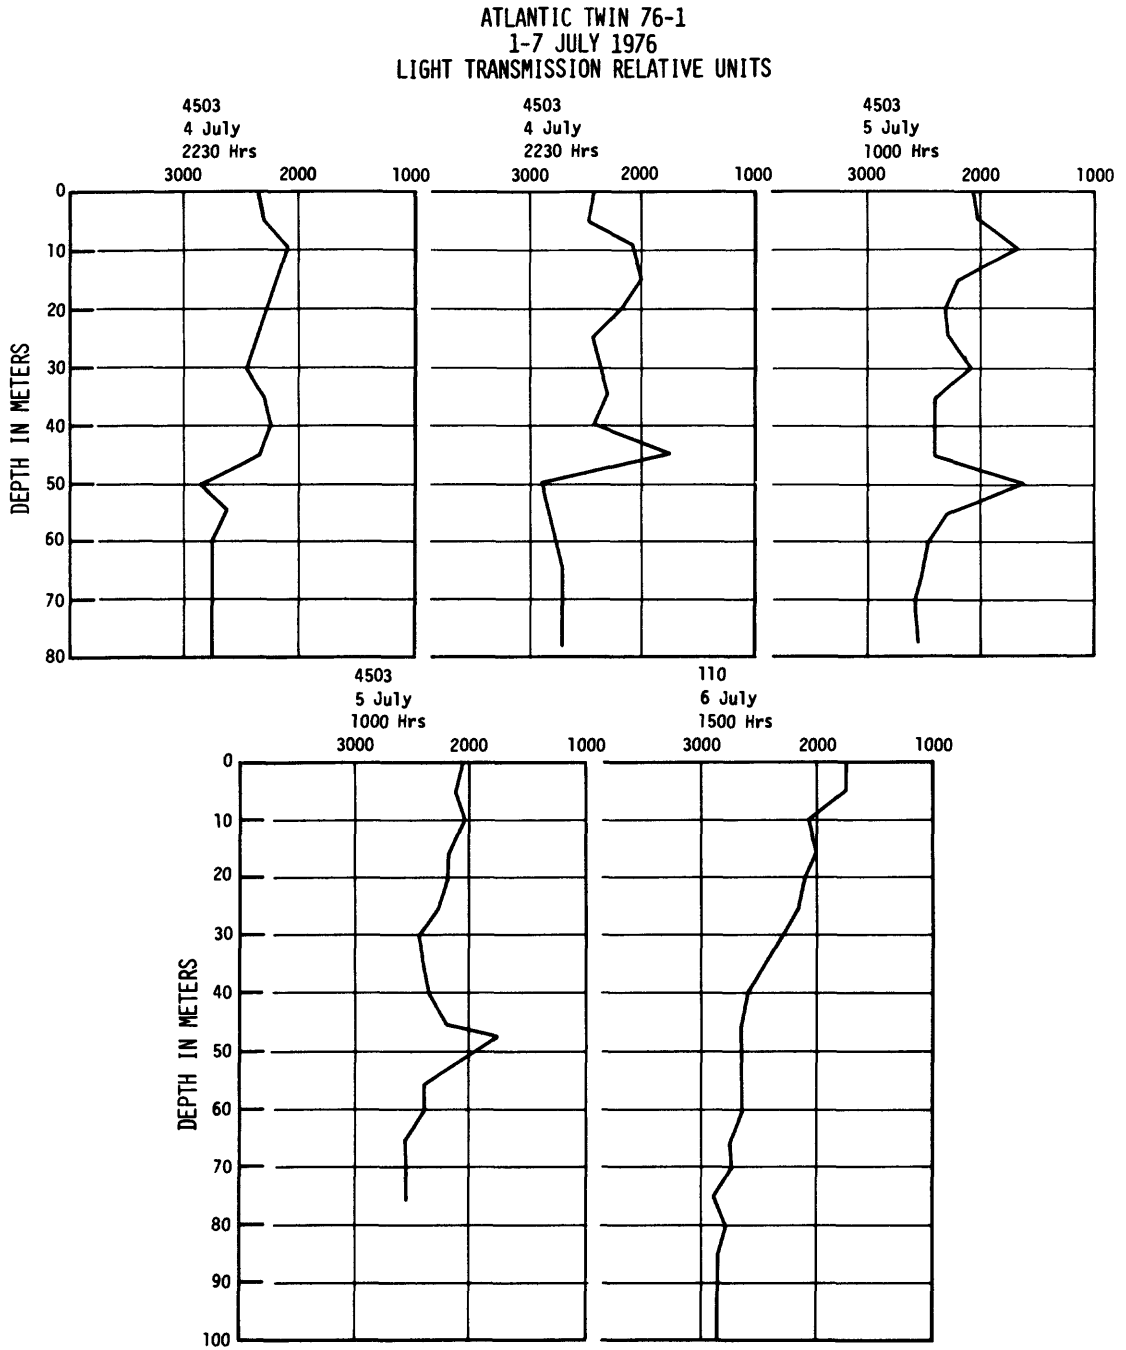 ATLANTIC TWIN 76-1
1-7 JULY 1976
LIGHT TRANSMISSION RELATIVE UNITS
4503 4503 4503
4 July 4 July 5 July
2230 Hrs 2230 Hrs 1000 Hrs
3000 2000 1000 3000 2000 1000 3000 2000 1000
0
10
20
30
40
50
60
70
80
DEPTH IN METERS
4503 110
5 July 6 July
1000 Hrs 1500 Hrs
3000 2000 1000 3000 2000 1000
0
10
20
30
40
50
60
70
80
90
100
DEPTH IN METERS